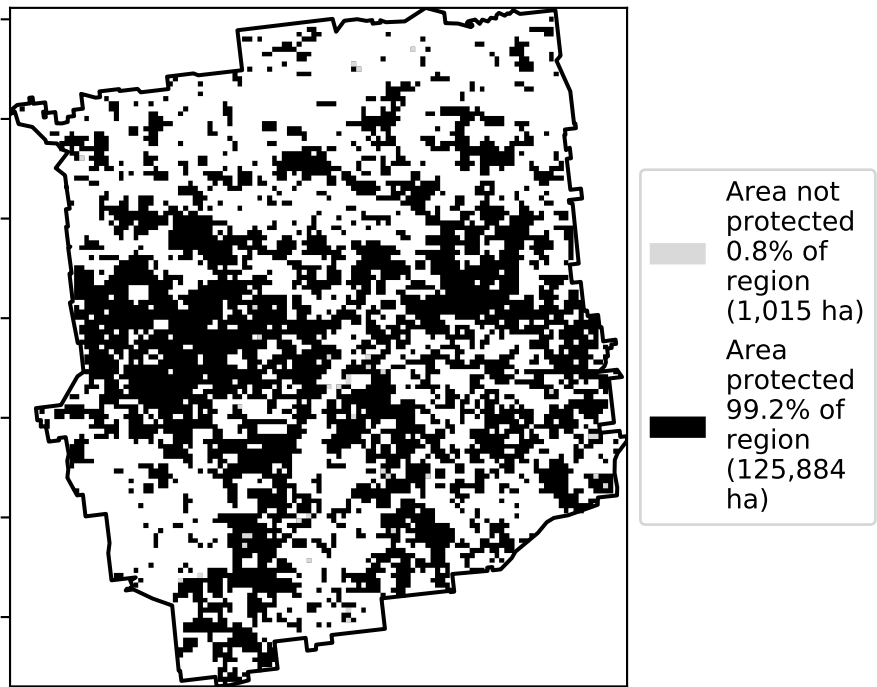 Area not
protected
0.8% of
region
(1,015 ha)
Area
protected
99.2% of
region
(125,884
ha)